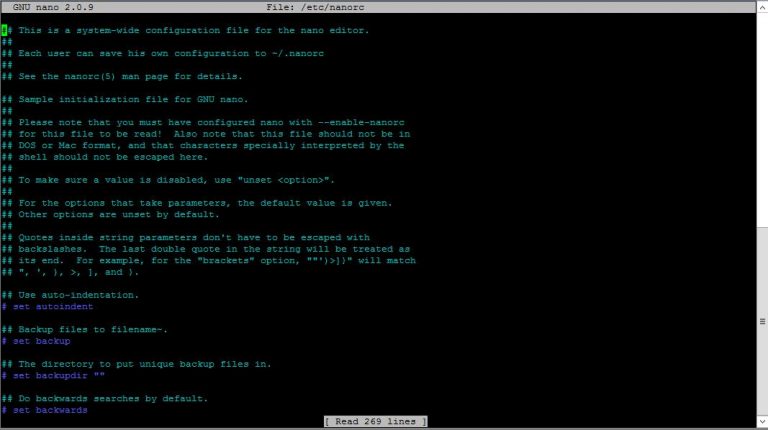 GNU nano 2.0.9 File: /etc/nanorc
## This is a system-wide configuration file for the nano editor.
##
## Each user can save his own configuration to ~/.nanorc
##
## See the nanorc(5) man page for details.
## Sample initialization file for GNU nano.
##
## Please note that you must have configured nano with --enable-nanorc
## for this file to be read!  Also note that this file should not be in
## DOS or Mac format, and that characters specially interpreted by the
## shell should not be escaped here.
##
## To make sure a value is disabled, use "unset <option>".
##
## For the options that take parameters, the default value is given.
## Other options are unset by default.
##
## Quotes inside string parameters don't have to be escaped with
## backslashes.  The last double quote in the string will be treated as
## its end.  For example, for the "brackets" option, ""')>])" will match
## ", ', ), >, ], and ).
## Use auto-indentation.
# set autoindent
## Backup files to filename~.
# set backup
## The directory to put unique backup files in.
# set backupdir ""
## Do backwards searches by default.
# set backwards
[ Read 269 lines ]